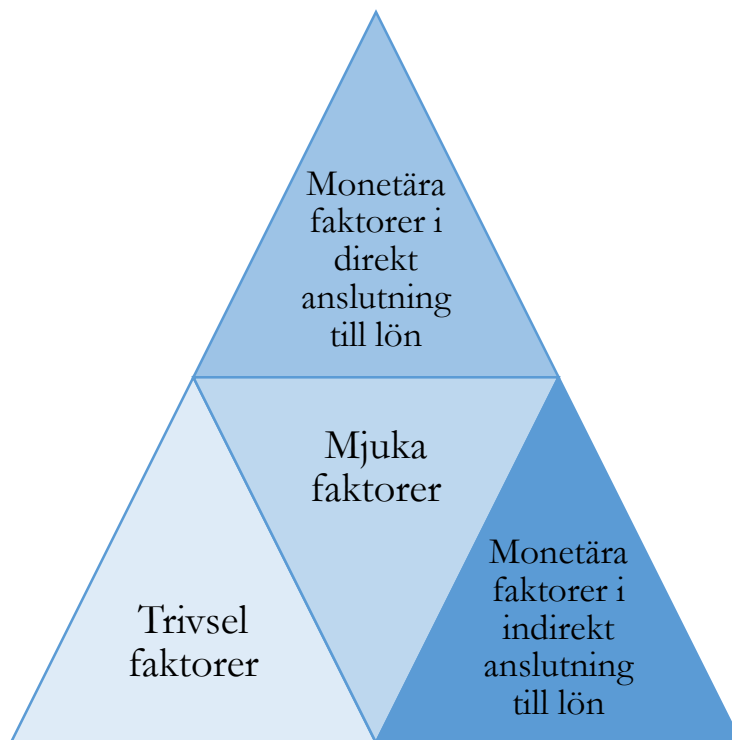 Monetära
faktorer i
direkt
anslutning
till lön
Mjuka
faktorer
Trivsel
faktorer
Monetära
faktorer i
indirekt
anslutning
till lön